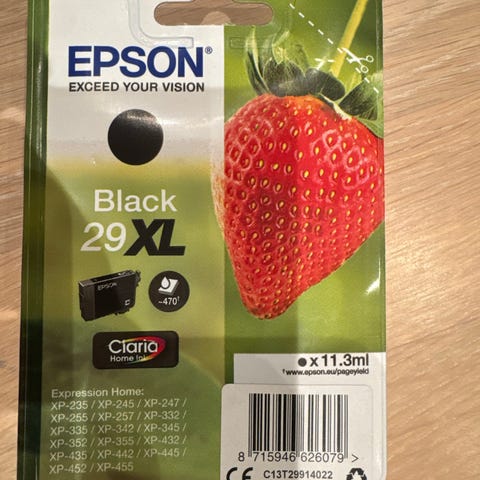 EPSON®
EXCEED YOUR VISION
Black
29XL
EPSON
~470†
Claria
Home Ink
x 11.3ml
†www.epson.eu/pageyield
Expression Home:
XP-235 / XP-245 / XP-247 /
XP-255 / XP-257 / XP-332 /
XP-335 / XP-342 / XP-345 /
XP-352 / XP-355 / XP-432 /
XP-435 / XP-442 / XP-445 /
XP-452 / XP-455
8 715946 626079 >
CE C13T29914022